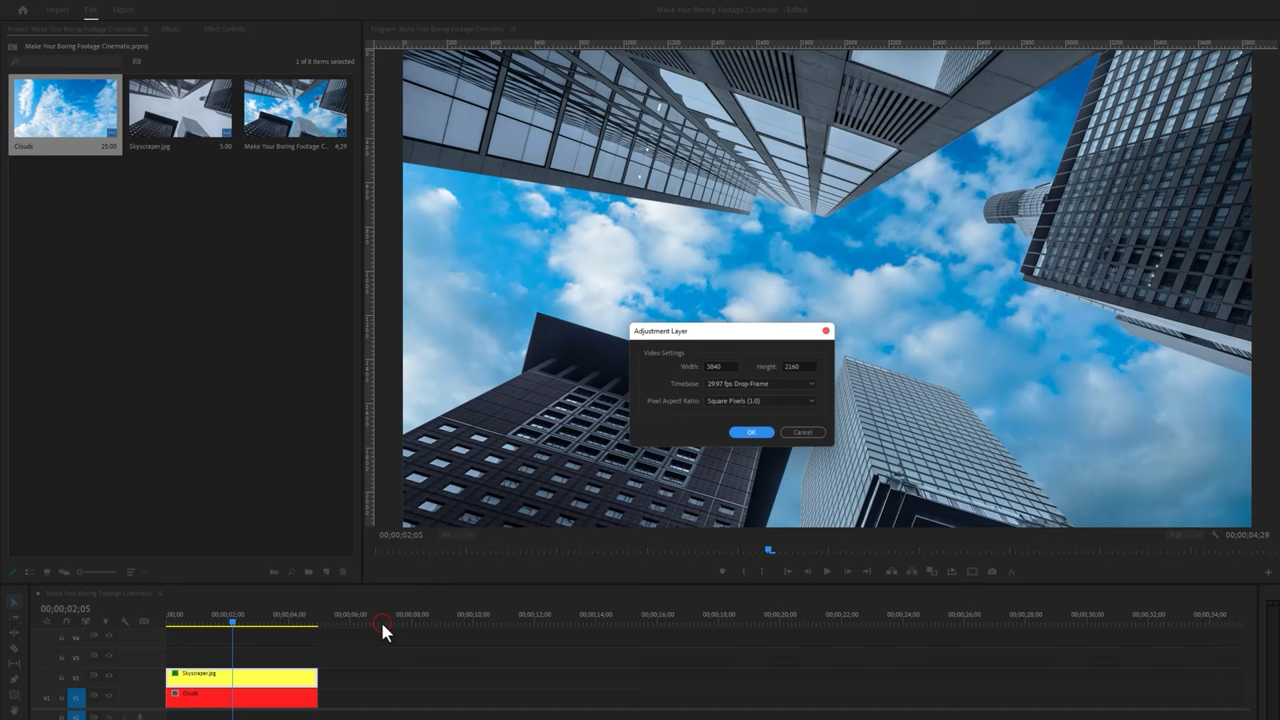 Import Edit Export
Make Your Boring Footage Cinematic - Edited
Project: Make Your Boring Footage Cinematic Effects Effect Controls
Program: Make Your Boring Footage Cinematic
Make Your Boring Footage Cinematic.prproj
1 of 8 items selected
Clouds 25:00
Skyscraper.jpg 5:00
Make Your Boring Footage C... 4;29
Adjustment Layer
Video Settings
Width: 3840 Height: 2160
Timebase: 29.97 fps Drop-Frame
Pixel Aspect Ratio: Square Pixels (1.0)
OK Cancel
00;00;02;05 Fit Full 00;00;04;29
Make Your Boring Footage Cinematic
00;00;02;05
;00;00 00;00;02;00 00;00;04;00 00;00;06;00 00;00;08;00 00;00;10;00 00;00;12;00 00;00;14;00 00;00;16;00 00;00;18;00 00;00;20;00 00;00;22;00 00;00;24;00 00;00;26;00 00;00;28;00 00;00;30;00 00;00;32;00 00;00;34;00
V4
V3
V2 Skyscraper.jpg
V1 V1 Clouds
A1